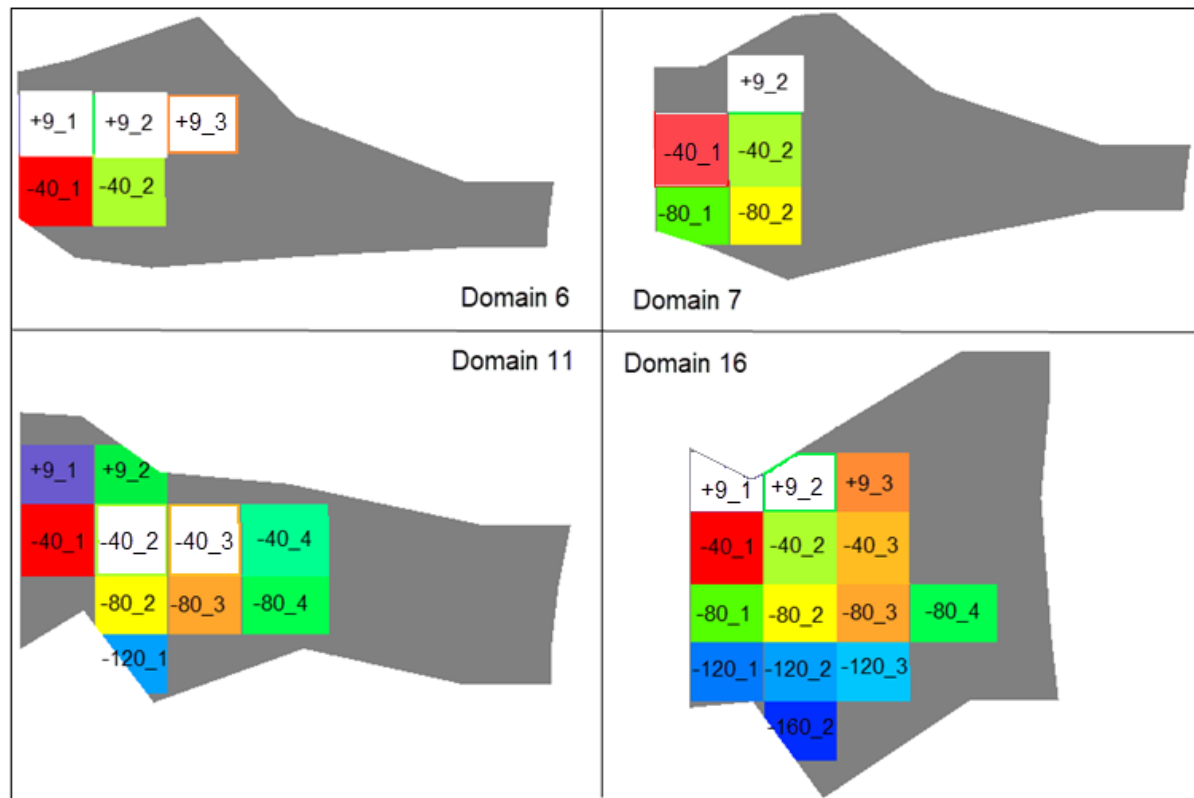 +9_1 +9_2 +9_3
-40_1 -40_2
Domain 6
+9_2
-40_1 -40_2
-80_1 -80_2
Domain 7
Domain 11
+9_1 +9_2
-40_1 -40_2 -40_3 -40_4
-80_2 -80_3 -80_4
-120_1
Domain 16
+9_1 +9_2 +9_3
-40_1 -40_2 -40_3
-80_1 -80_2 -80_3 -80_4
-120_1 -120_2 -120_3
-160_2